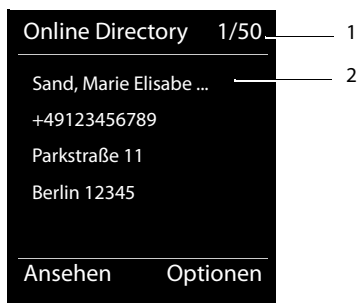 Online Directory 1/50 1
Sand, Marie Elisabe ... 2
+49123456789
Parkstraße 11
Berlin 12345
Ansehen Optionen